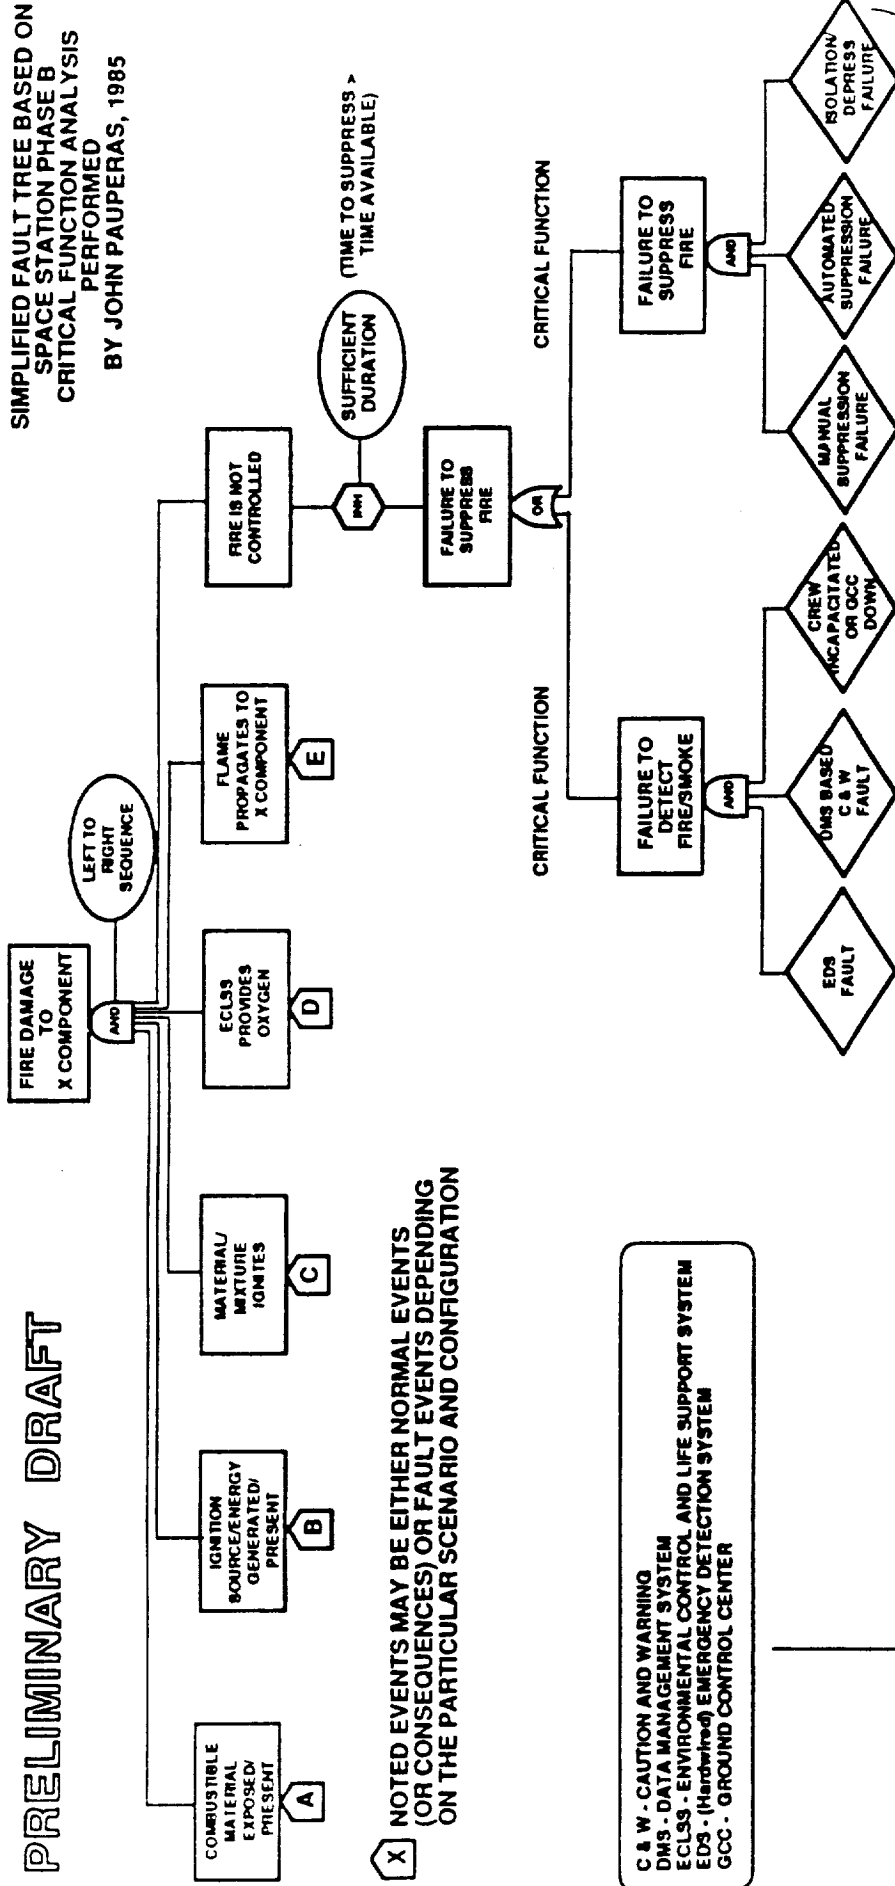 PRELIMINARY DRAFT
SIMPLIFIED FAULT TREE BASED ON
SPACE STATION PHASE B
CRITICAL FUNCTION ANALYSIS
PERFORMED
BY JOHN PAUPERAS, 1985
FIRE DAMAGE
TO
X COMPONENT
AND
LEFT TO
RIGHT
SEQUENCE
COMBUSTIBLE
MATERIAL
EXPOSED/
PRESENT
A
IGNITION
SOURCE/ENERGY
GENERATED/
PRESENT
B
MATERIAL/
MIXTURE
IGNITES
C
ECLSS
PROVIDES
OXYGEN
D
FLAME
PROPAGATES TO
X COMPONENT
E
FIRE IS NOT
CONTROLLED
INH
SUFFICIENT
DURATION
(TIME TO SUPPRESS >
TIME AVAILABLE)
X
NOTED EVENTS MAY BE EITHER NORMAL EVENTS
(OR CONSEQUENCES) OR FAULT EVENTS DEPENDING
ON THE PARTICULAR SCENARIO AND CONFIGURATION
FAILURE TO
SUPPRESS
FIRE
OR
CRITICAL FUNCTION
CRITICAL FUNCTION
FAILURE TO
DETECT
FIRE/SMOKE
AND
FAILURE TO
SUPPRESS
FIRE
AND
EDS
FAULT
DMS BASED
C & W
FAULT
CREW
INCAPACITATED
OR GCC
DOWN
MANUAL
SUPPRESSION
FAILURE
AUTOMATED
SUPPRESSION
FAILURE
ISOLATION/
DEPRESS
FAILURE
C & W - CAUTION AND WARNING
DMS - DATA MANAGEMENT SYSTEM
ECLSS - ENVIRONMENTAL CONTROL AND LIFE SUPPORT SYSTEM
EDS - (Hardwired) EMERGENCY DETECTION SYSTEM
GCC - GROUND CONTROL CENTER